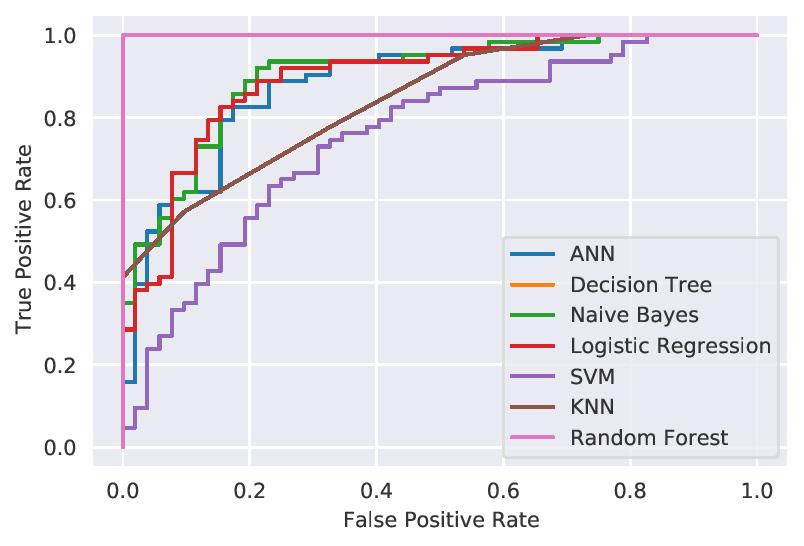 1.0
0.8
0.6
0.4
0.2
0.0
True Positive Rate
ANN
Decision Tree
Naive Bayes
Logistic Regression
SVM
KNN
Random Forest
0.0 0.2 0.4 0.6 0.8 1.0
False Positive Rate